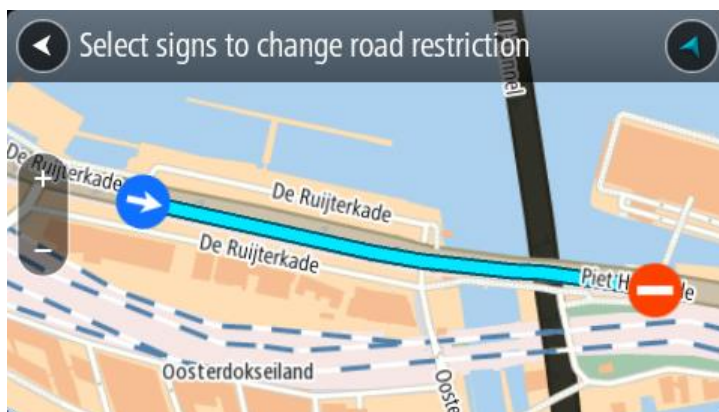 Select signs to change road restriction
De Ruijterkade
De Ruijterkade
De Ruijterkade
Oosterdokseiland